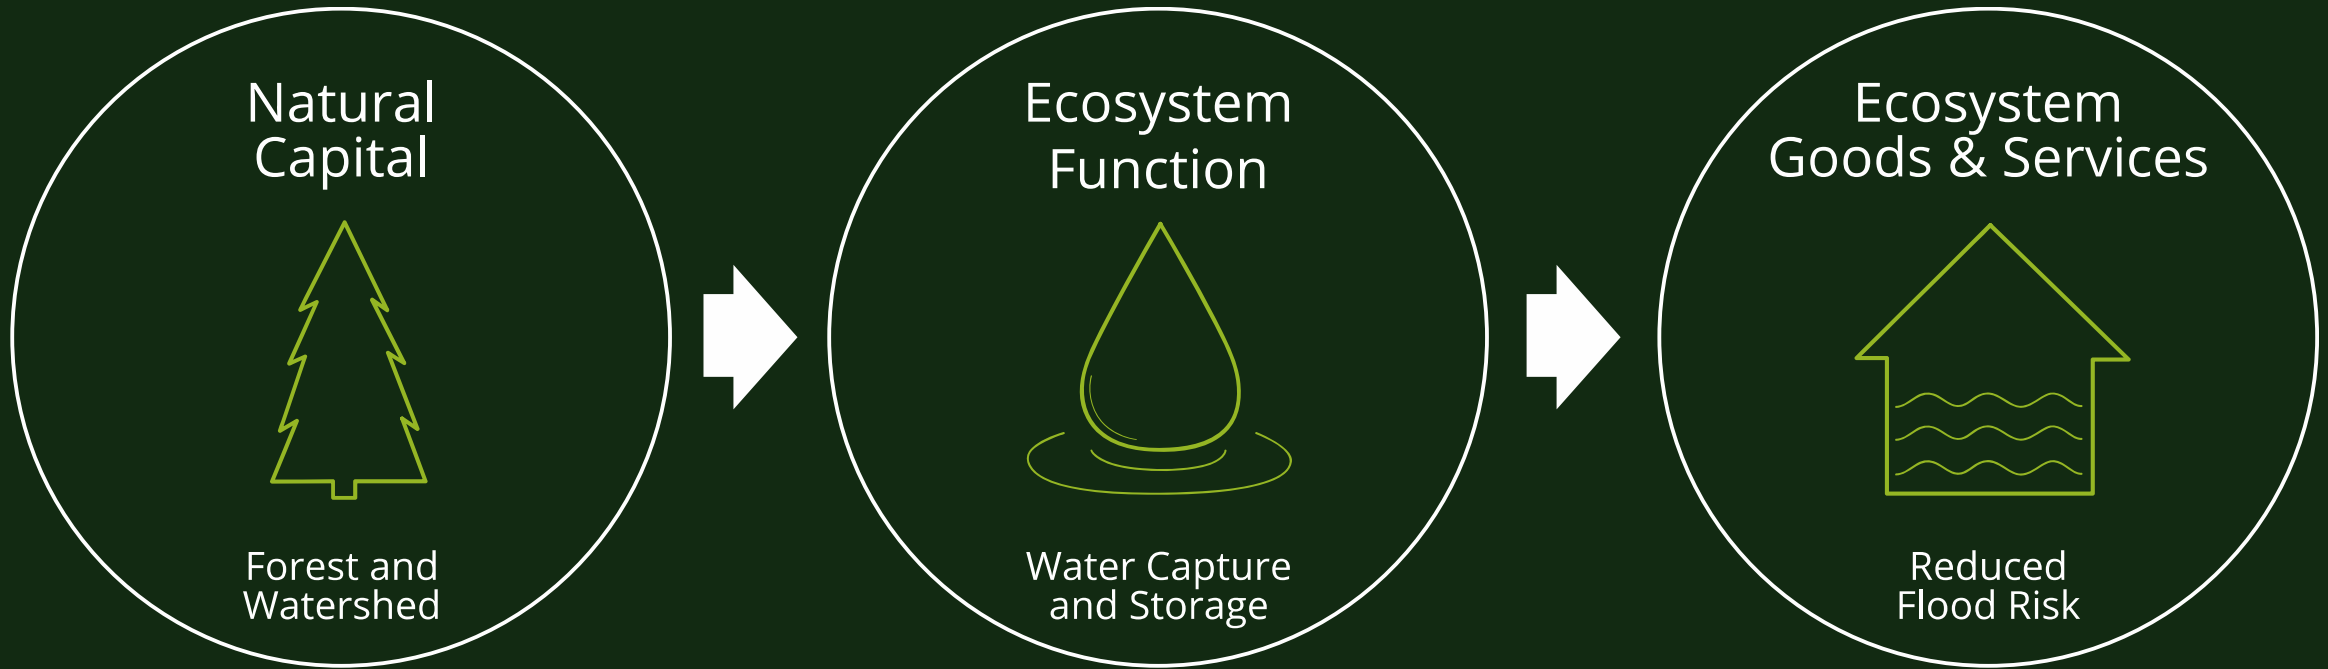 Natural
Capital
Forest and
Watershed
Ecosystem
Function
Water Capture
and Storage
Ecosystem
Goods & Services
Reduced
Flood Risk